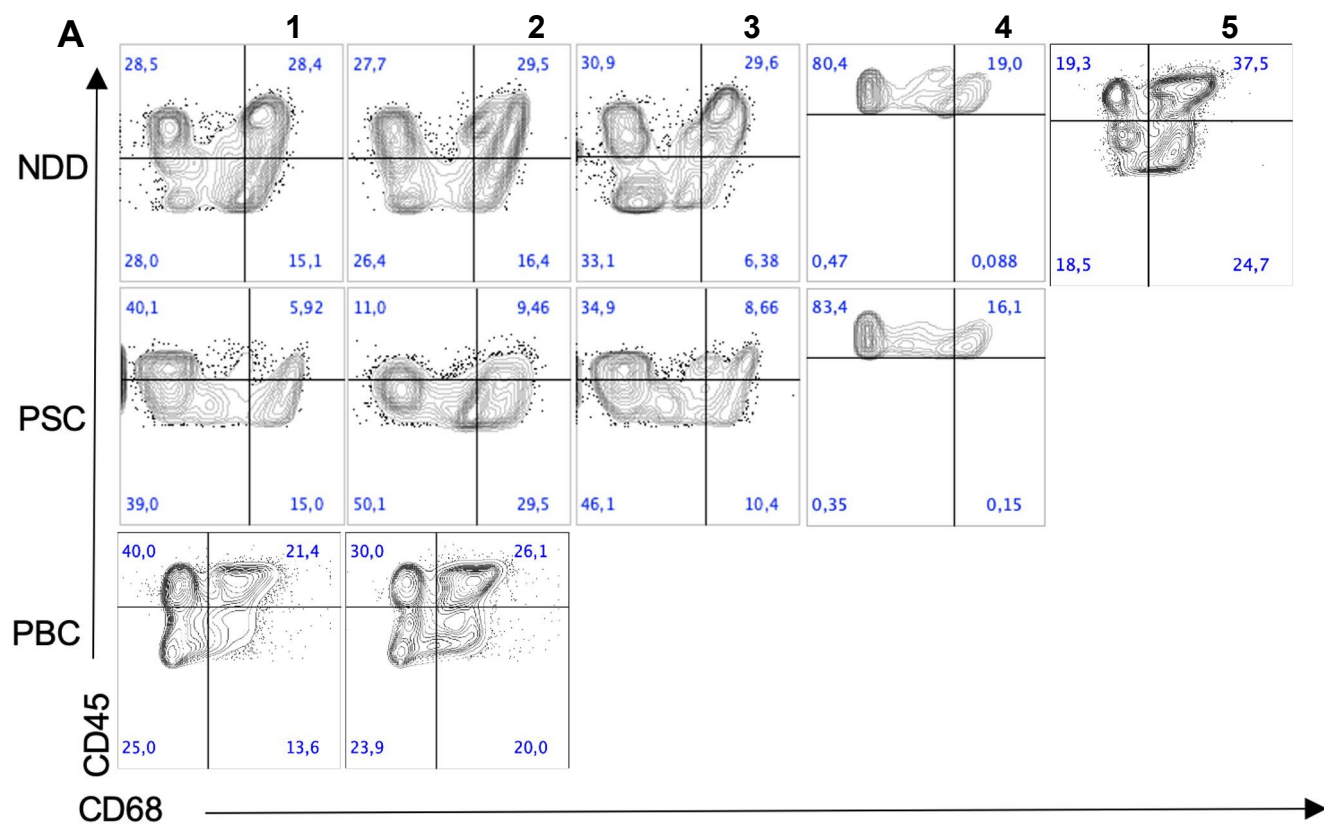 A 1 2 3 4 5
NDD
28,5 28,4 27,7 29,5 30,9 29,6 80,4 19,0 19,3 37,5
28,0 15,1 26,4 16,4 33,1 6,38 0,47 0,088 18,5 24,7
PSC
40,1 5,92 11,0 9,46 34,9 8,66 83,4 16,1
39,0 15,0 50,1 29,5 46,1 10,4 0,35 0,15
PBC
40,0 21,4 30,0 26,1
25,0 13,6 23,9 20,0
CD45
CD68